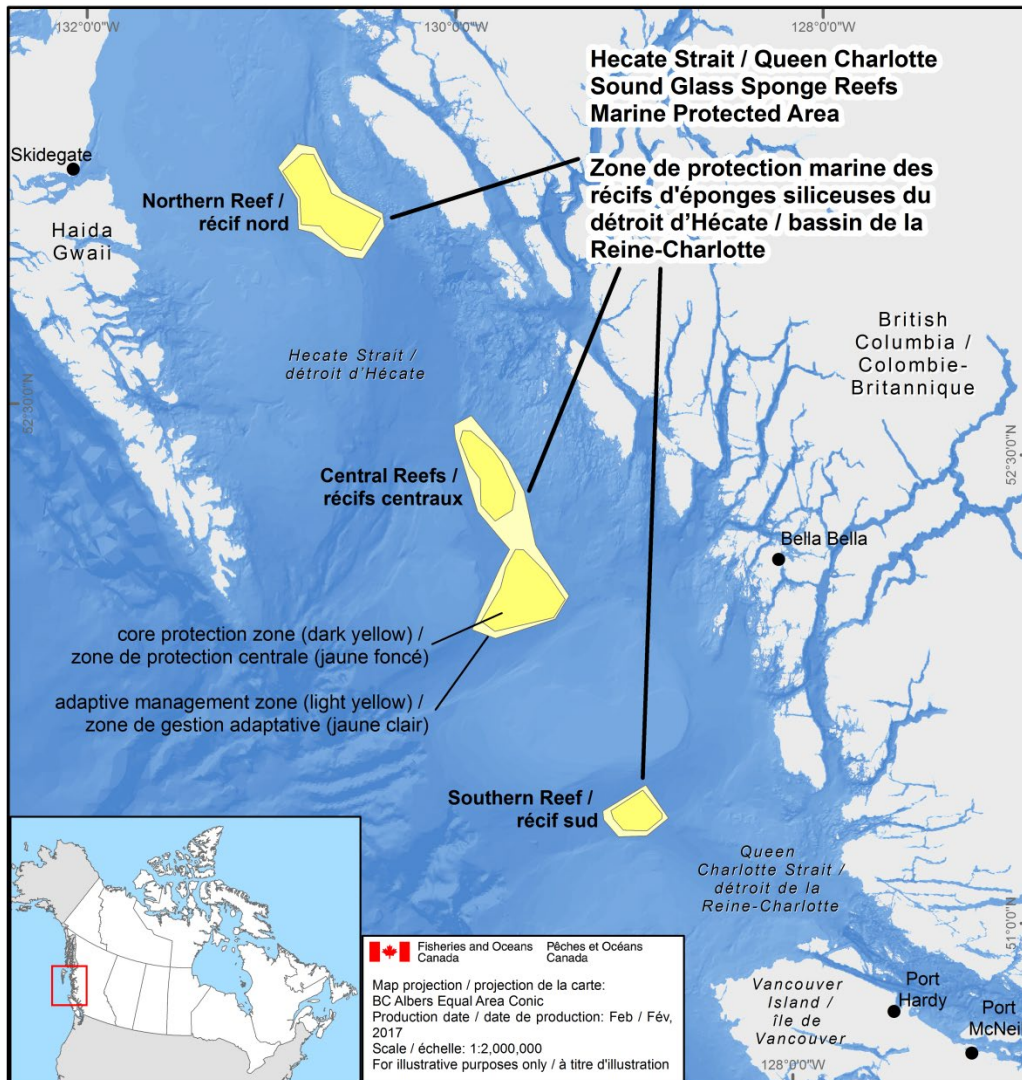 132°0'0"W
130°0'0"W
128°0'0"W
Hecate Strait / Queen Charlotte
Sound Glass Sponge Reefs
Marine Protected Area
Zone de protection marine des
récifs d'éponges siliceuses du
détroit d'Hécate / bassin de la
Reine-Charlotte
Skidegate
Haida
Gwaii
Northern Reef /
récif nord
Hecate Strait /
détroit d'Hécate
British
Columbia /
Colombie-
Britannique
52°30'0"N
52°30'0"N
Central Reefs /
récifs centraux
Bella Bella
core protection zone (dark yellow) /
zone de protection centrale (jaune foncé)
adaptive management zone (light yellow) /
zone de gestion adaptative (jaune clair)
Southern Reef /
récif sud
Queen
Charlotte Strait /
détroit de la
Reine-Charlotte
51°0'0"N
Fisheries and Oceans
Canada
Pêches et Océans
Canada
Map projection / projection de la carte:
BC Albers Equal Area Conic
Production date / date de production: Feb / Fév,
2017
Scale / échelle: 1:2,000,000
For illustrative purposes only / à titre d'illustration
Vancouver
Island /
île de
Vancouver
Port
Hardy
Port
McNei
128°0'0"W